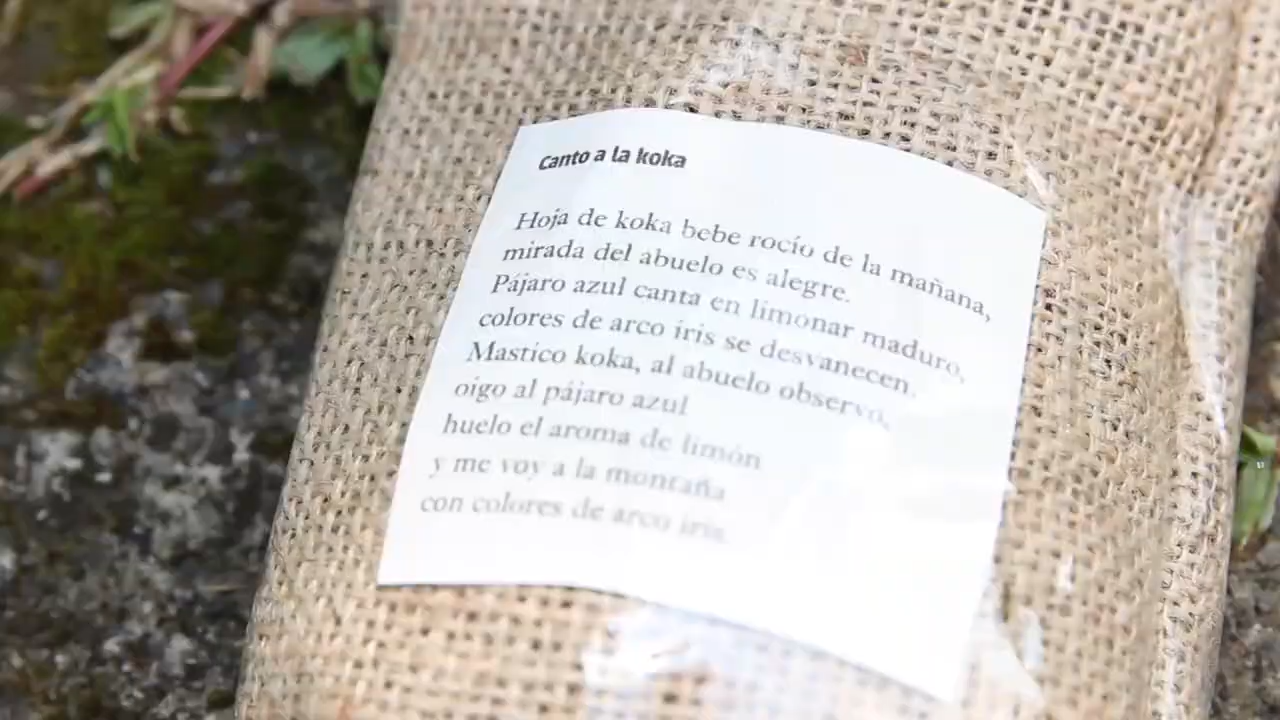 Canto a la koka
Hoja de koka bebe rocío de la mañana,
mirada del abuelo es alegre.
Pájaro azul canta en limonar maduro,
colores de arco íris se desvanecen.
Mastico koka, al abuelo observo,
oigo al pájaro azul
huelo el aroma de limón
y me voy a la montaña
con colores de arco íris.